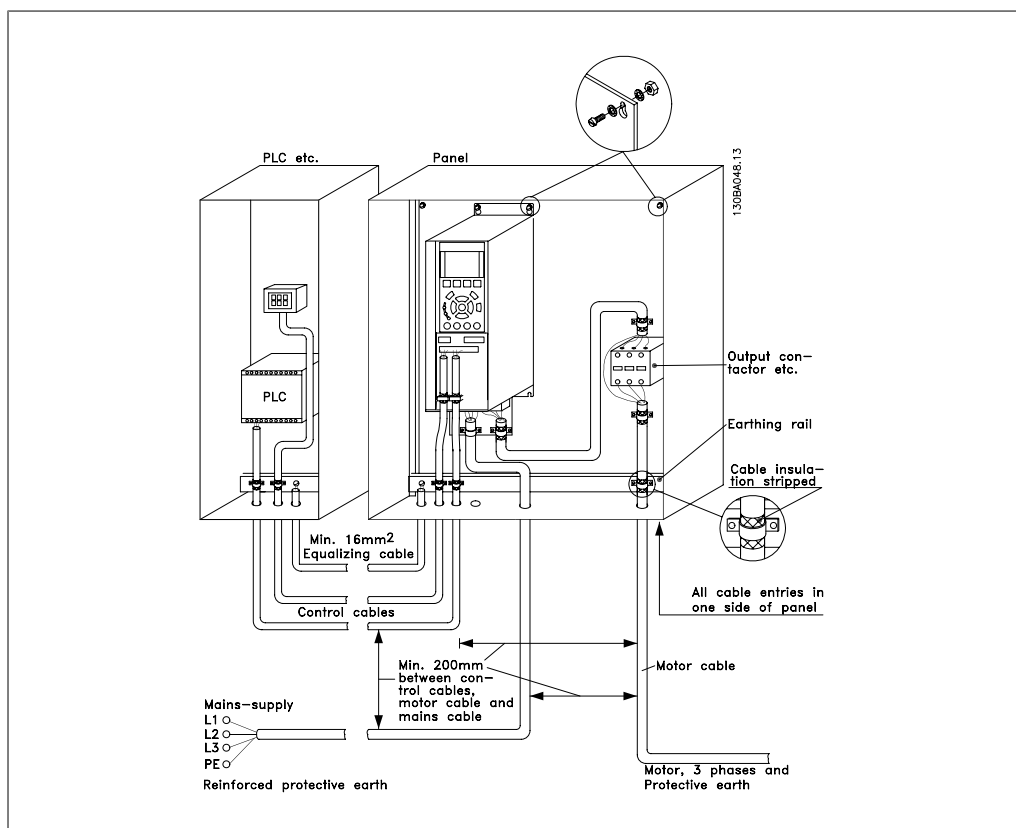 PLC etc.
Panel
130BA048.13
PLC
Output con-
tactor etc.
Earthing rail
Cable insula-
tion stripped
Min. 16mm2
Equalizing cable
All cable entries in
one side of panel
Control cables
Min. 200mm
between con-
trol cables,
motor cable and
mains cable
Motor cable
Mains-supply
L1
L2
L3
PE
Reinforced protective earth
Motor, 3 phases and
Protective earth